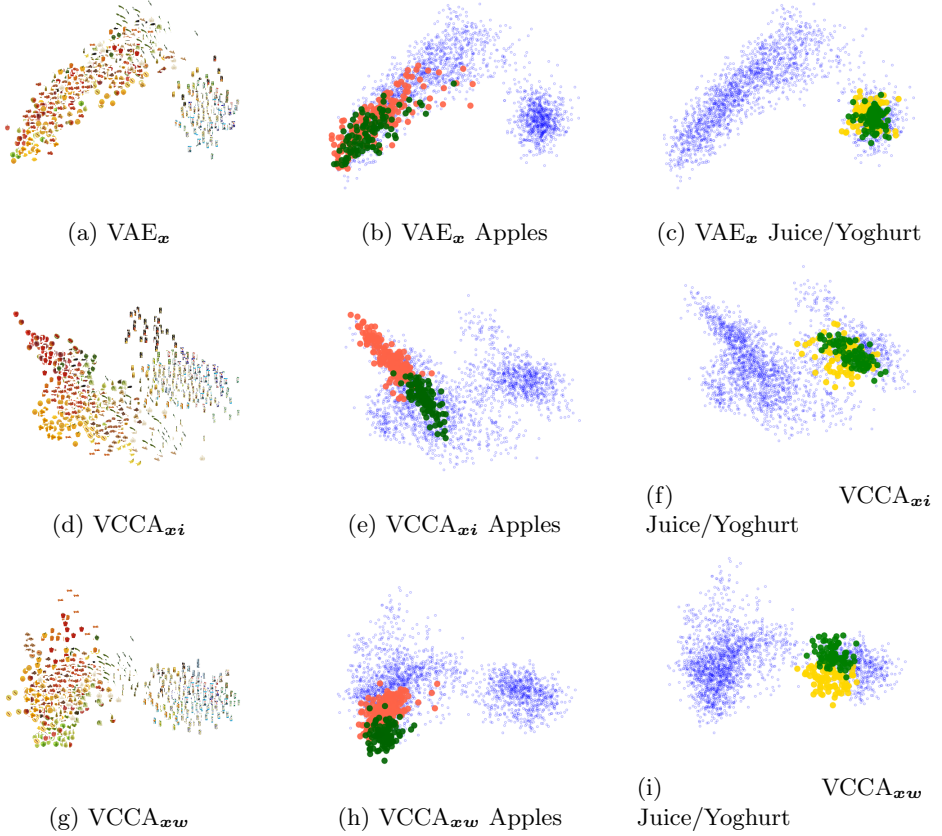 (a) VAE𝒙
(b) VAE𝒙 Apples
(c) VAE𝒙 Juice/Yoghurt
(d) VCCA𝒙𝒊
(e) VCCA𝒙𝒊 Apples
(f) VCCA𝒙𝒊
Juice/Yoghurt
(g) VCCA𝒙𝒘
(h) VCCA𝒙𝒘 Apples
(i) VCCA𝒙𝒘
Juice/Yoghurt